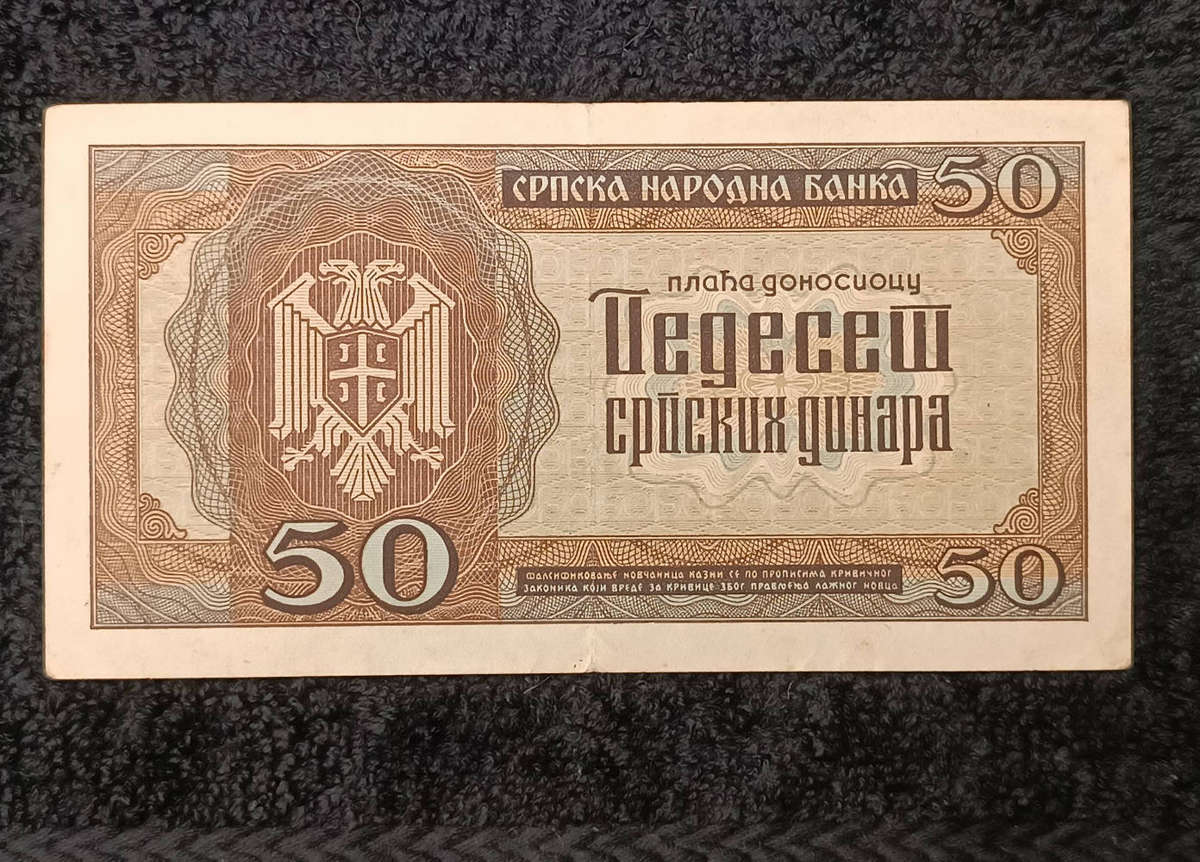 СРПСКА НАРОДНА БАНКА 50
плаћа доносиоцу
Педесет
српских динара
50
ФАЛСИФИКОВАЊЕ НОВЧАНИЦА КАЗНИ СЕ ПО ПРОПИСИМА КРИВИЧНОГ
ЗАКОНИКА КОЈИ ВРЕДЕ ЗА КРИВИЦЕ ЗБОГ ПРАВЉЕЊА ЛАЖНОГ НОВЦА
50